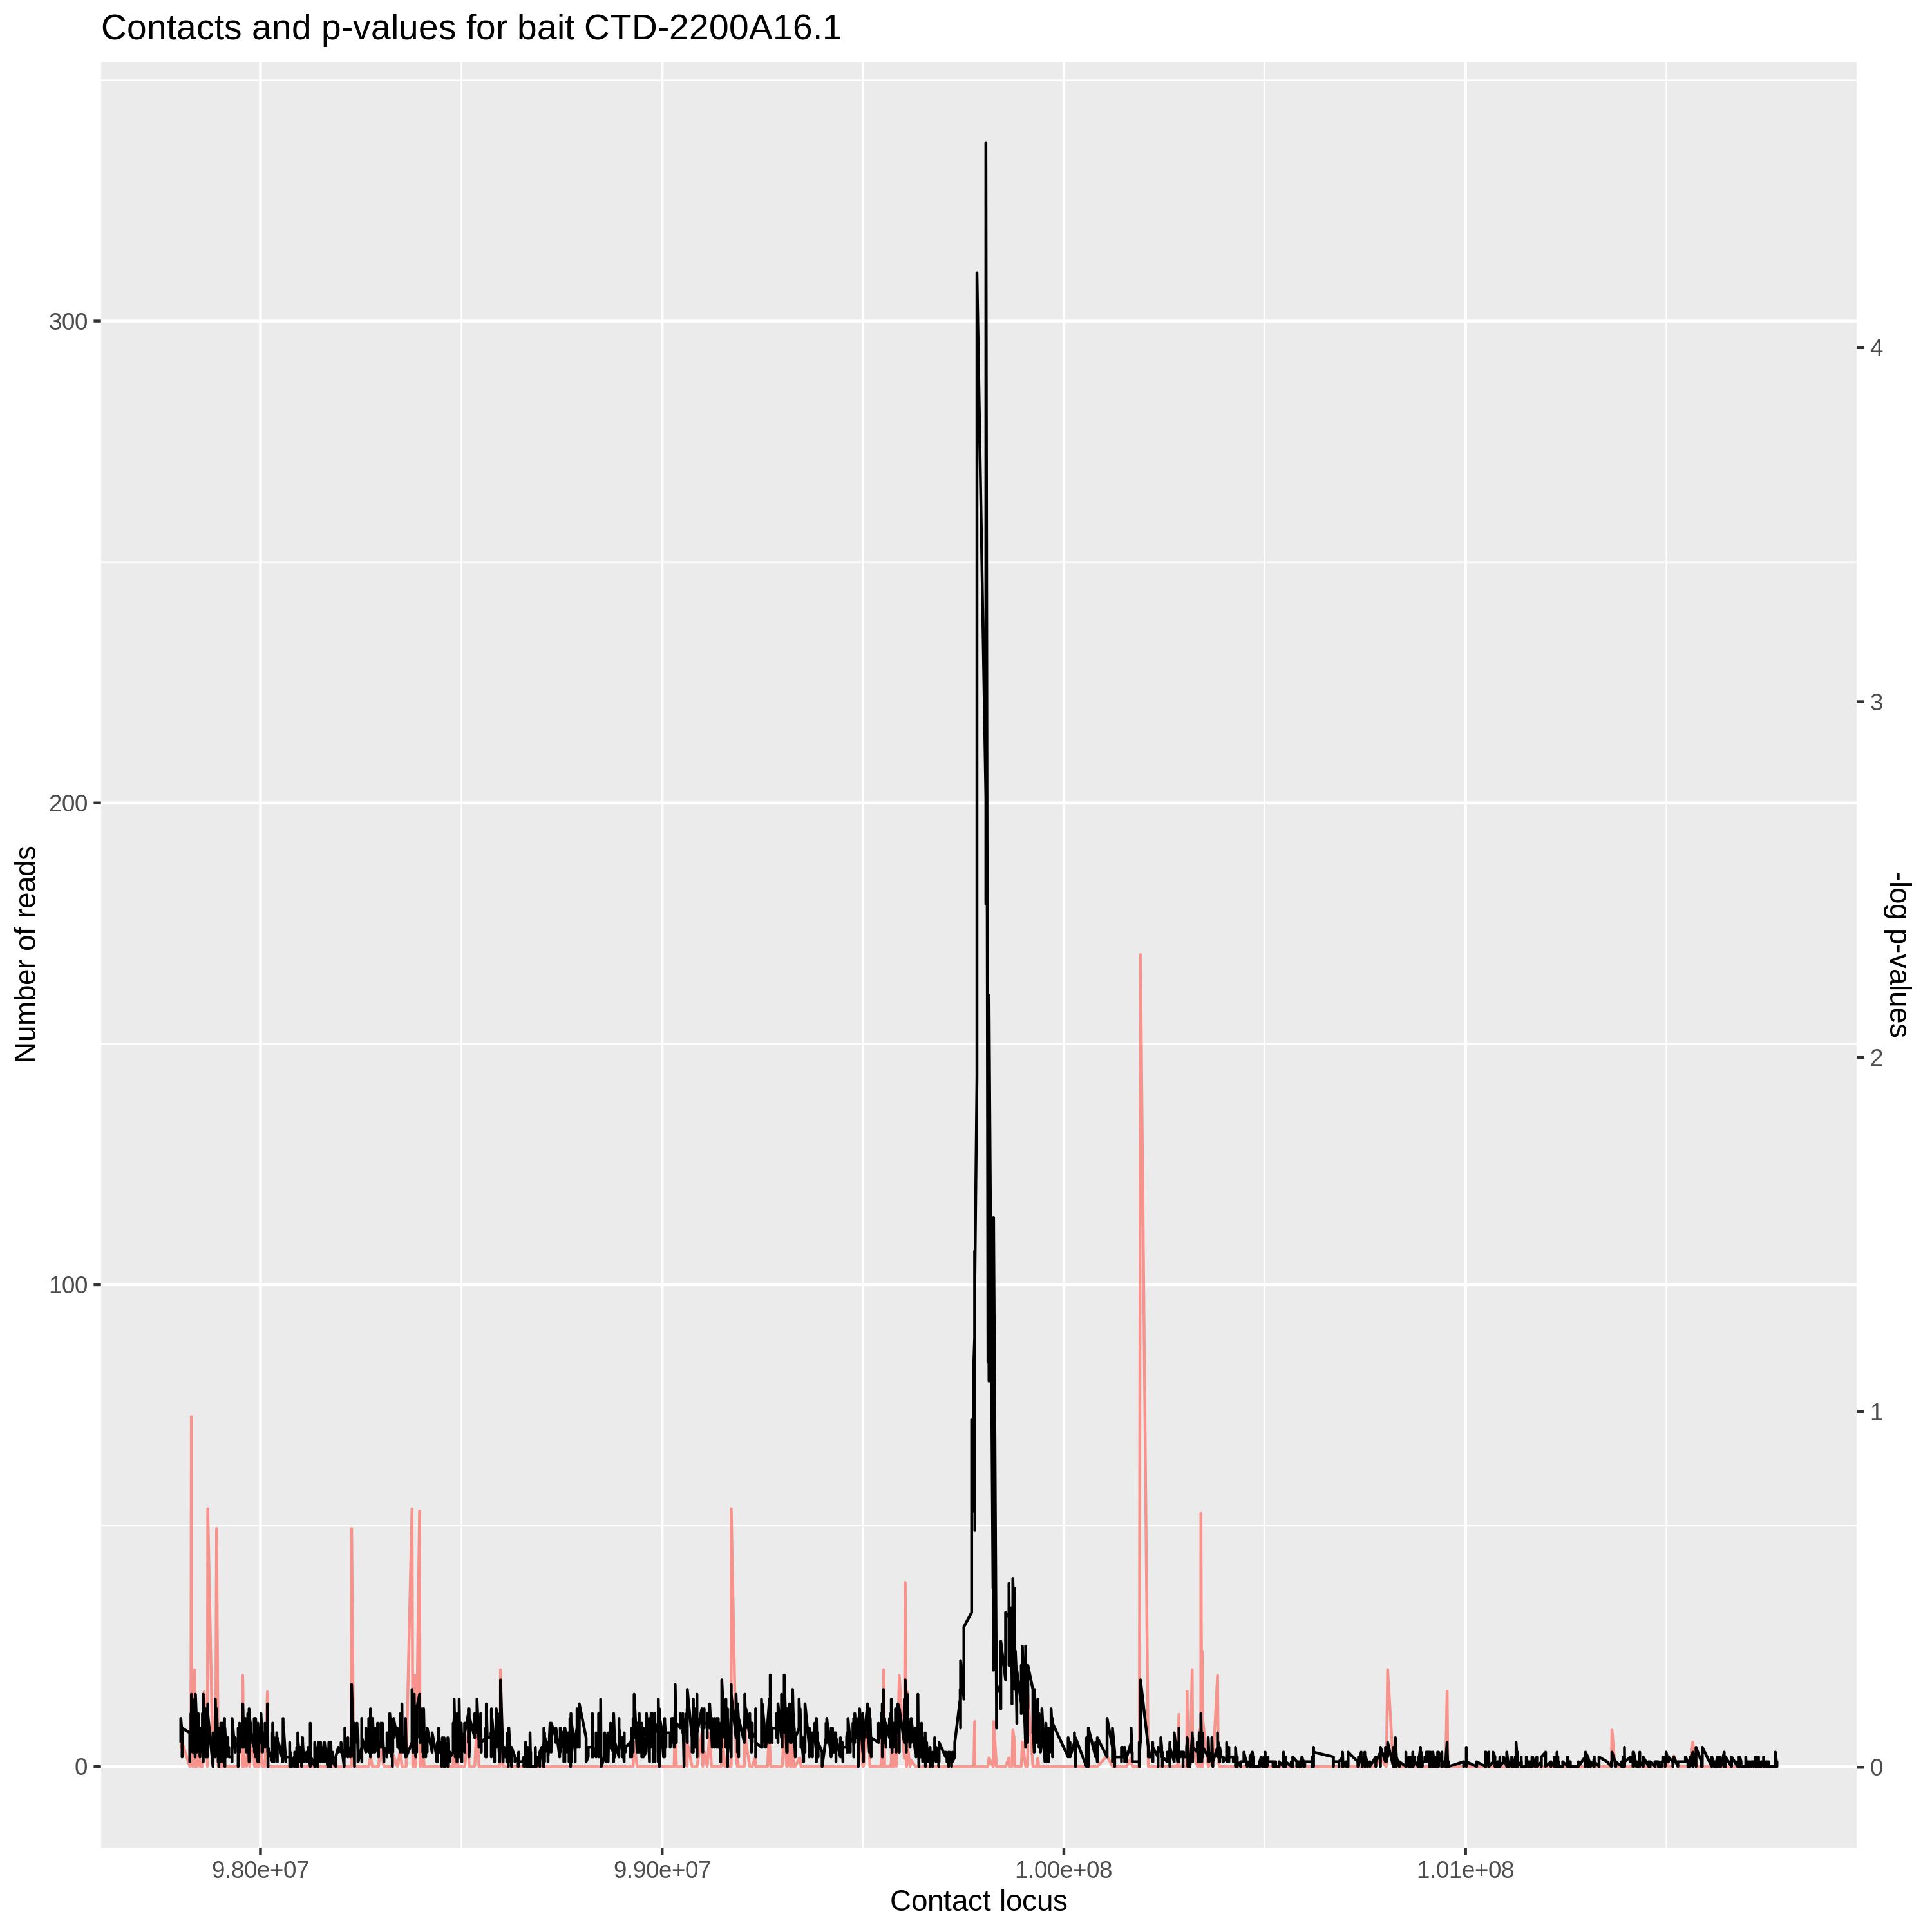 Contacts and p-values for bait CTD-2200A16.1
300
200
100
0
Number of reads
4
3
2
1
0
-log p-values
9.80e+07
9.90e+07
1.00e+08
1.01e+08
Contact locus